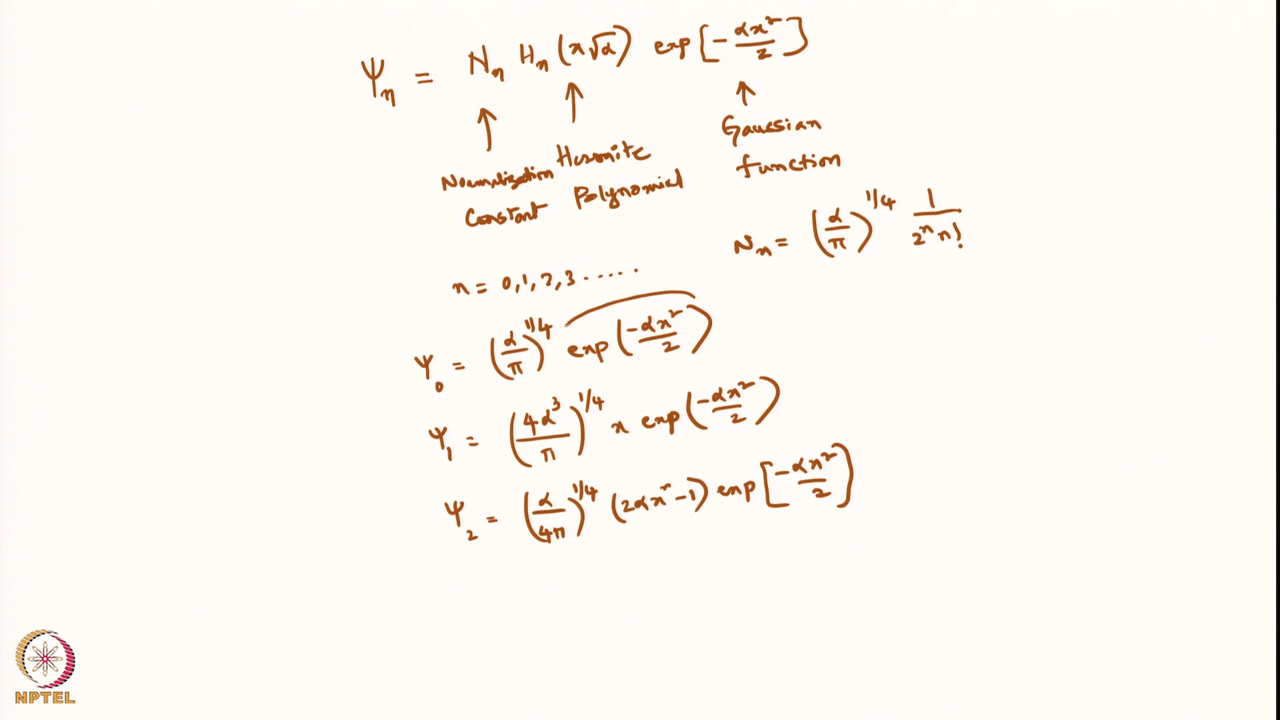 Ψₙ = Nₙ Hₙ (x√α) exp[-αx²/2]
↑ ↑ ↑
Normalization Constant
Hermite Polynomial
Gaussian function
Nₙ = (α/π)^1/4 1/2ⁿ n!
n = 0,1,2,3 .....
Ψ₀ = (α/π)^1/4 exp(-αx²/2)
Ψ₁ = (4α³/π)^1/4 x exp(-αx²/2)
Ψ₂ = (α/4π)^1/4 (2αx²-1) exp[-αx²/2]
NPTEL